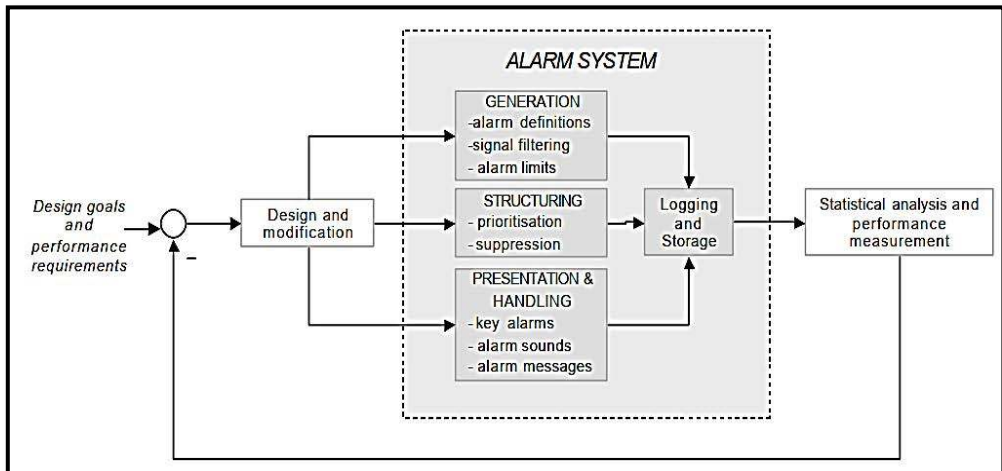 ALARM SYSTEM
GENERATION
-alarm definitions
-signal filtering
- alarm limits
Design goals
and
performance
requirements
–
Design and
modification
STRUCTURING
- prioritisation
- suppression
Logging
and
Storage
Statistical analysis and
performance
measurement
PRESENTATION &
HANDLING
- key alarms
- alarm sounds
- alarm messages